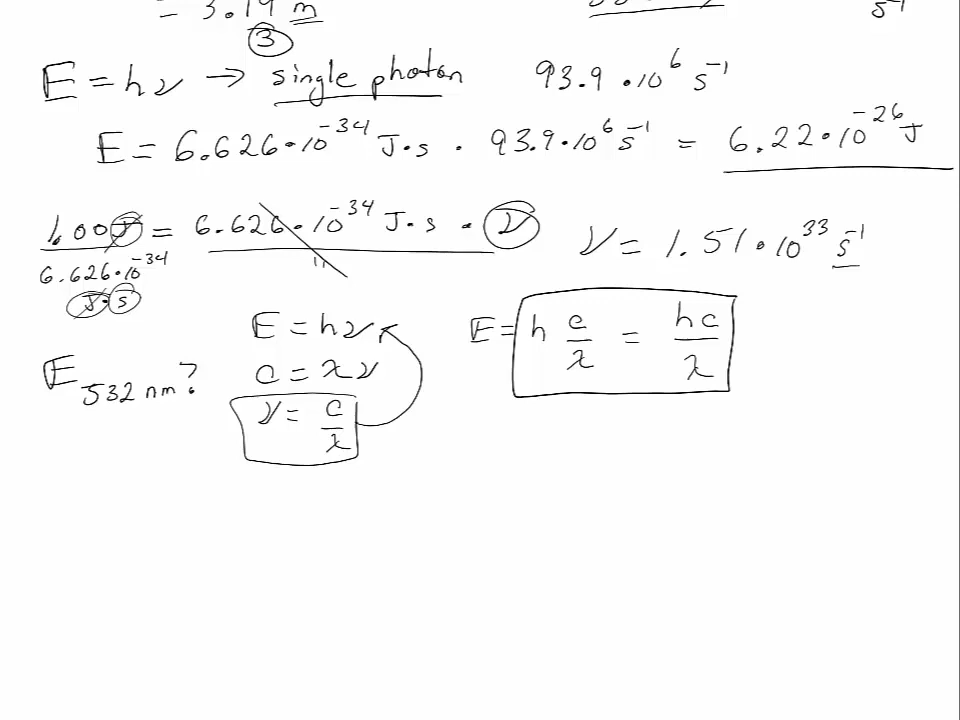 = 3.19 m
s⁻¹
③
E = hν → single photon 93.9 · 10⁶ s⁻¹
E = 6.626 · 10⁻³⁴ J·s · 93.9 · 10⁶ s⁻¹ = 6.22 · 10⁻²⁶ J
1.00 J = 6.626 · 10⁻³⁴ J·s · ν ν = 1.51 · 10³³ s⁻¹
6.626 · 10⁻³⁴ J·s
E = hν E = h c/λ = hc/λ
E 532 nm? c = λν
ν = c/λ